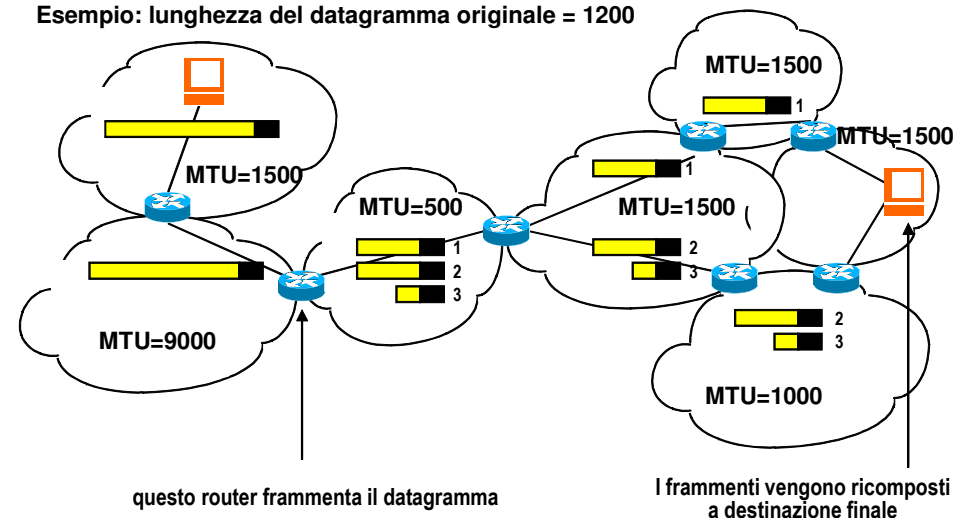 Esempio: lunghezza del datagramma originale = 1200
MTU=1500
1
MTU=1500
MTU=1500
1
MTU=500
MTU=1500
1
2
3
2
3
MTU=9000
2
3
MTU=1000
questo router frammenta il datagramma
I frammenti vengono ricomposti
a destinazione finale